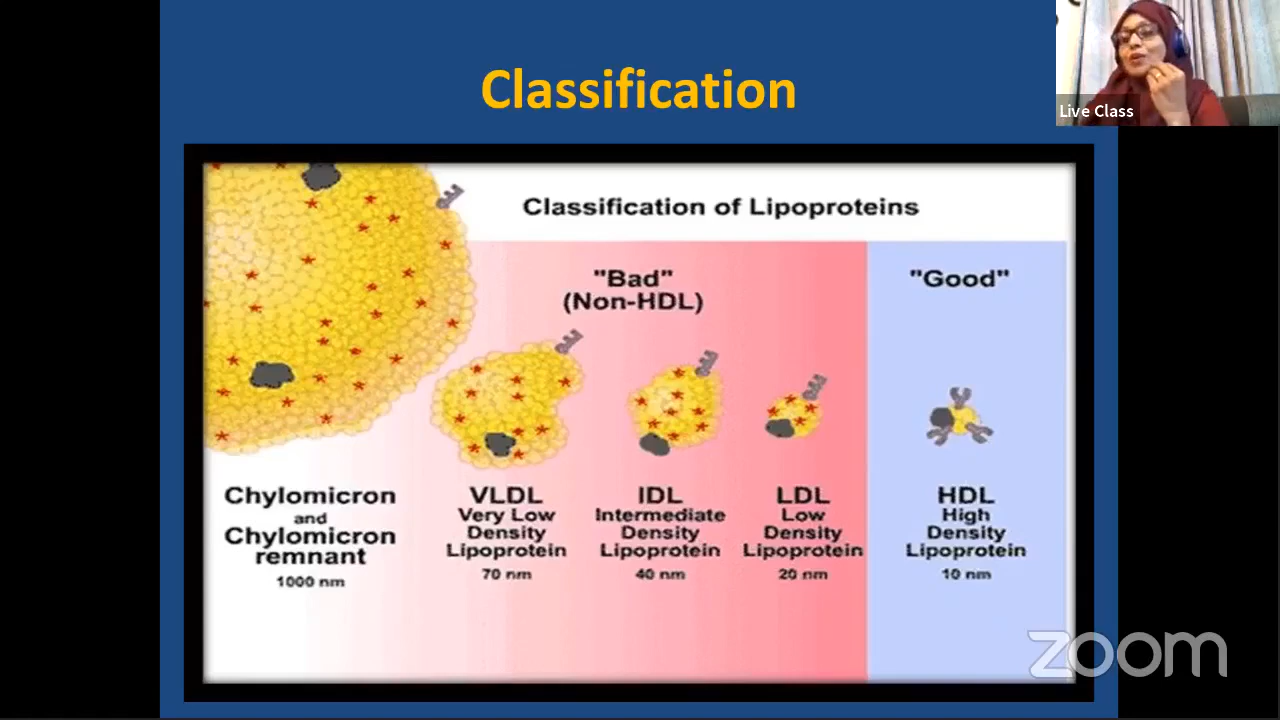 Classification
Live Class
Classification of Lipoproteins
"Bad"
(Non-HDL)
"Good"
Chylomicron
and
Chylomicron
remnant
1000 nm
VLDL
Very Low
Density
Lipoprotein
70 nm
IDL
Intermediate
Density
Lipoprotein
40 nm
LDL
Low
Density
Lipoprotein
20 nm
HDL
High
Density
Lipoprotein
10 nm
zoom